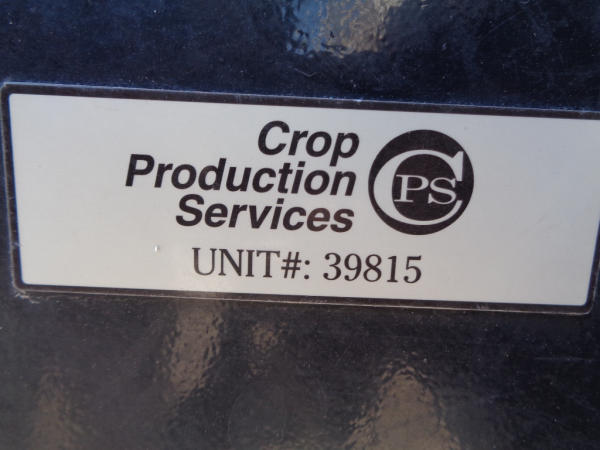 Crop
Production
Services
CPS
UNIT#: 39815